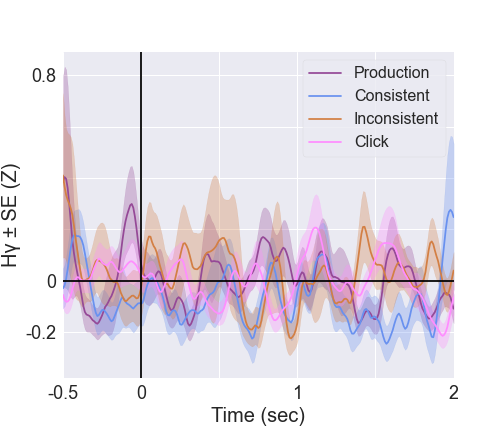 Hγ ± SE (Z)
0.8
0
-0.2
Production
Consistent
Inconsistent
Click
-0.5
0
1
2
Time (sec)